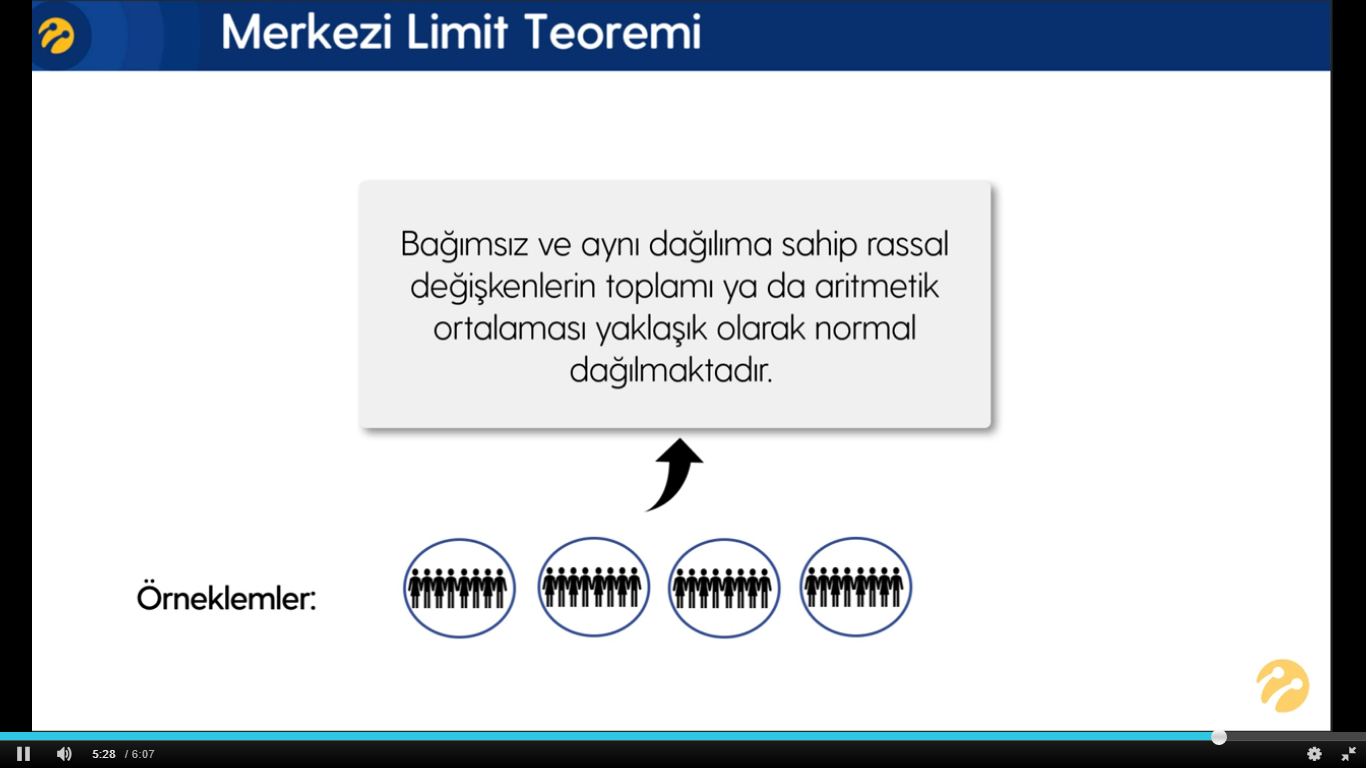 Merkezi Limit Teoremi
Bağımsız ve aynı dağılıma sahip rassal
değişkenlerin toplamı ya da aritmetik
ortalaması yaklaşık olarak normal
dağılmaktadır.
Örneklemler:
5:28 / 6:07